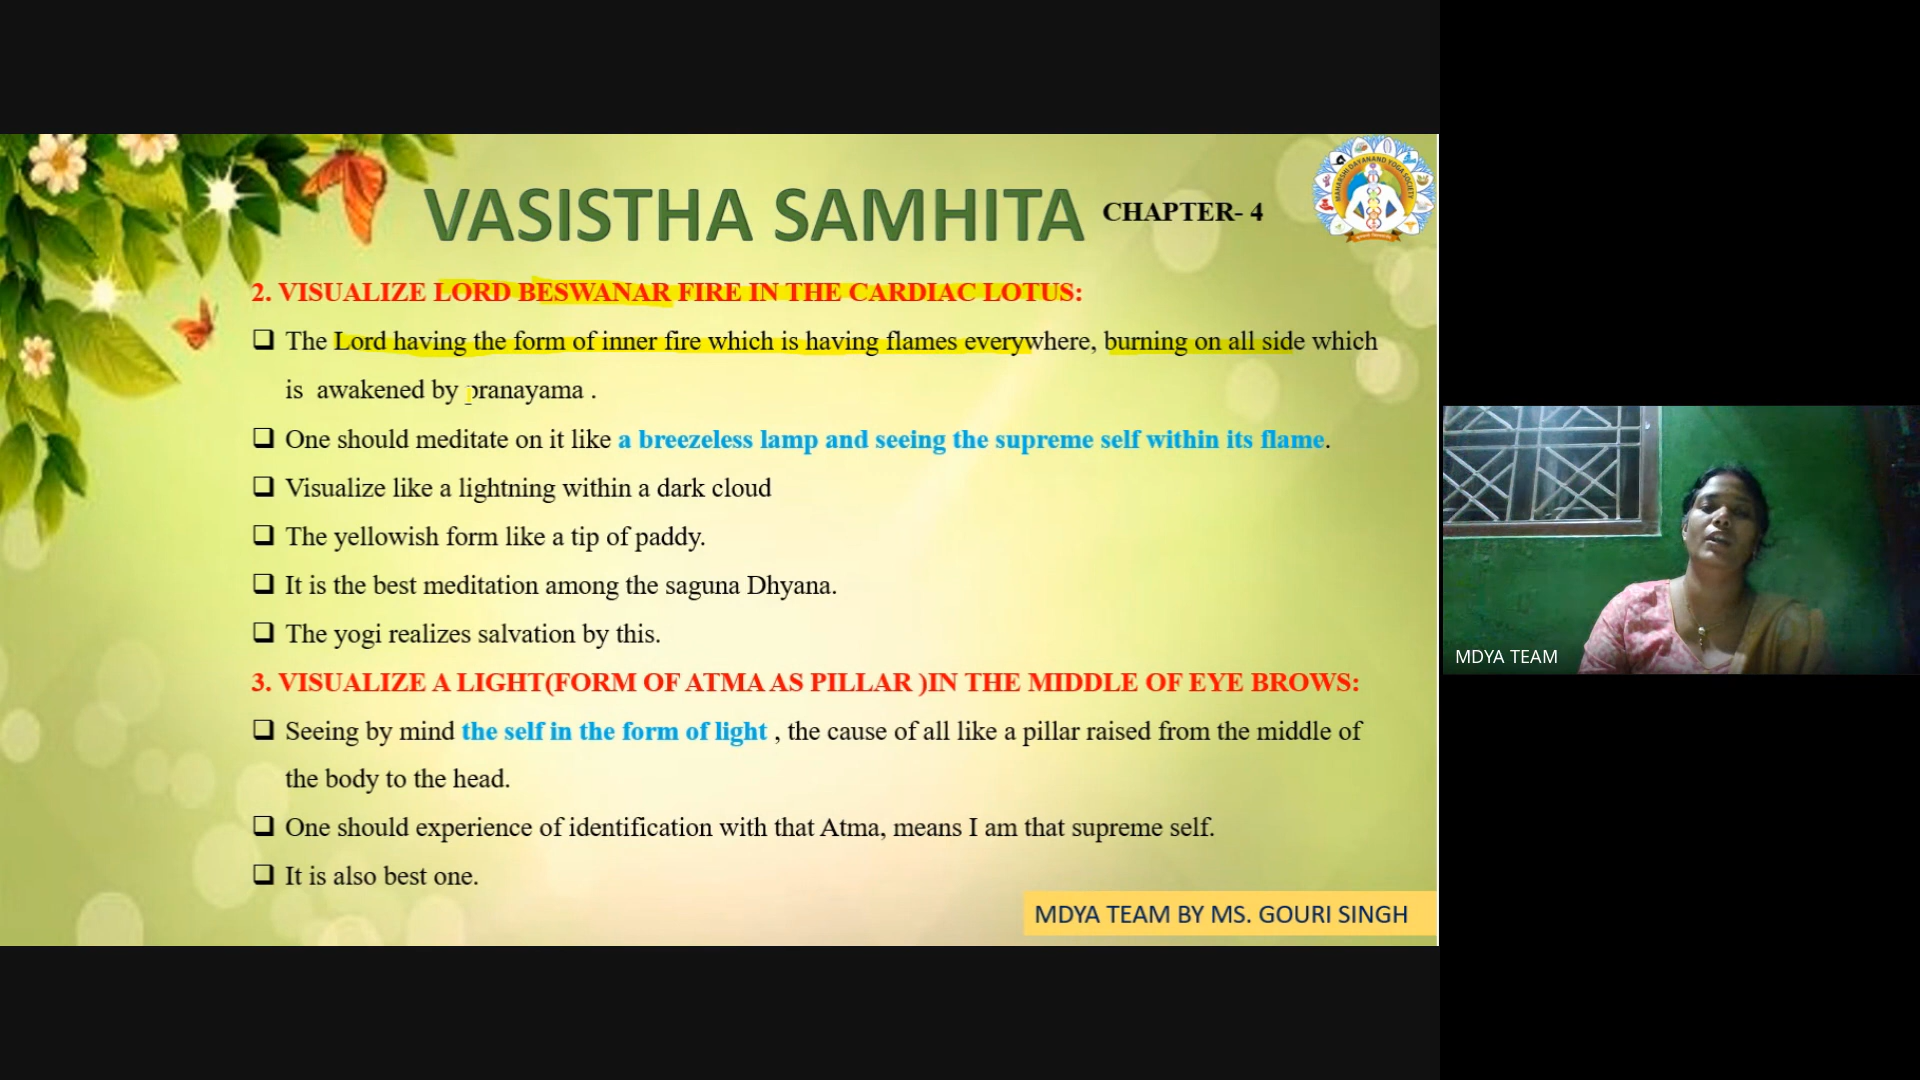 VASISTHA SAMHITA CHAPTER- 4
MAHARSHI DAYANAND YOGA SOCIETY
2. VISUALIZE LORD BESWANAR FIRE IN THE CARDIAC LOTUS:
❑ The Lord having the form of inner fire which is having flames everywhere, burning on all side which
is awakened by pranayama .
❑ One should meditate on it like a breezeless lamp and seeing the supreme self within its flame.
❑ Visualize like a lightning within a dark cloud
❑ The yellowish form like a tip of paddy.
❑ It is the best meditation among the saguna Dhyana.
❑ The yogi realizes salvation by this.
3. VISUALIZE A LIGHT(FORM OF ATMA AS PILLAR )IN THE MIDDLE OF EYE BROWS:
❑ Seeing by mind the self in the form of light , the cause of all like a pillar raised from the middle of
the body to the head.
❑ One should experience of identification with that Atma, means I am that supreme self.
❑ It is also best one.
MDYA TEAM BY MS. GOURI SINGH
MDYA TEAM